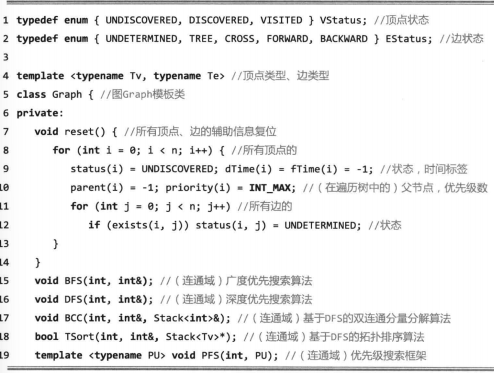 1 typedef enum { UNDISCOVERED, DISCOVERED, VISITED } VStatus; //顶点状态
2 typedef enum { UNDETERMINED, TREE, CROSS, FORWARD, BACKWARD } EStatus; //边状态
3
4 template <typename Tv, typename Te> //顶点类型、边类型
5 class Graph { //图Graph模板类
6 private:
7    void reset() { //所有顶点、边的辅助信息复位
8       for (int i = 0; i < n; i++) { //所有顶点的
9          status(i) = UNDISCOVERED; dTime(i) = fTime(i) = -1; //状态，时间标签
10          parent(i) = -1; priority(i) = INT_MAX; //（在遍历树中的）父节点，优先级数
11          for (int j = 0; j < n; j++) //所有边的
12             if (exists(i, j)) status(i, j) = UNDETERMINED; //状态
13       }
14    }
15    void BFS(int, int&); //（连通域）广度优先搜索算法
16    void DFS(int, int&); //（连通域）深度优先搜索算法
17    void BCC(int, int&, Stack<int>&); //（连通域）基于DFS的双连通分量分解算法
18    bool TSort(int, int&, Stack<Tv>*); //（连通域）基于DFS的拓扑排序算法
19    template <typename PU> void PFS(int, PU); //（连通域）优先级搜索框架